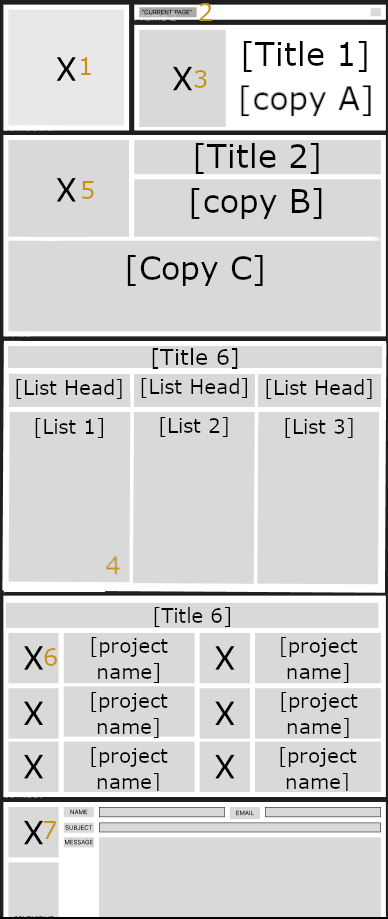 X1
"CURRENT PAGE" 2
X3
[Title 1]
[copy A]
X5
[Title 2]
[copy B]
[Copy C]
[Title 6]
[List Head] [List Head] [List Head]
[List 1] [List 2] [List 3]
4
[Title 6]
X6 [project name] X [project name]
X [project name] X [project name]
X [project name] X [project name]
X7
NAME EMAIL
SUBJECT
MESSAGE